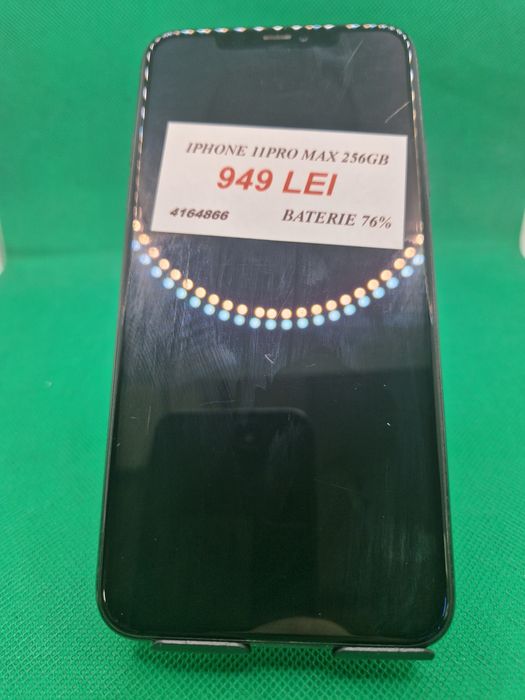 IPHONE 11PRO MAX 256GB
949 LEI
4164866 BATERIE 76%